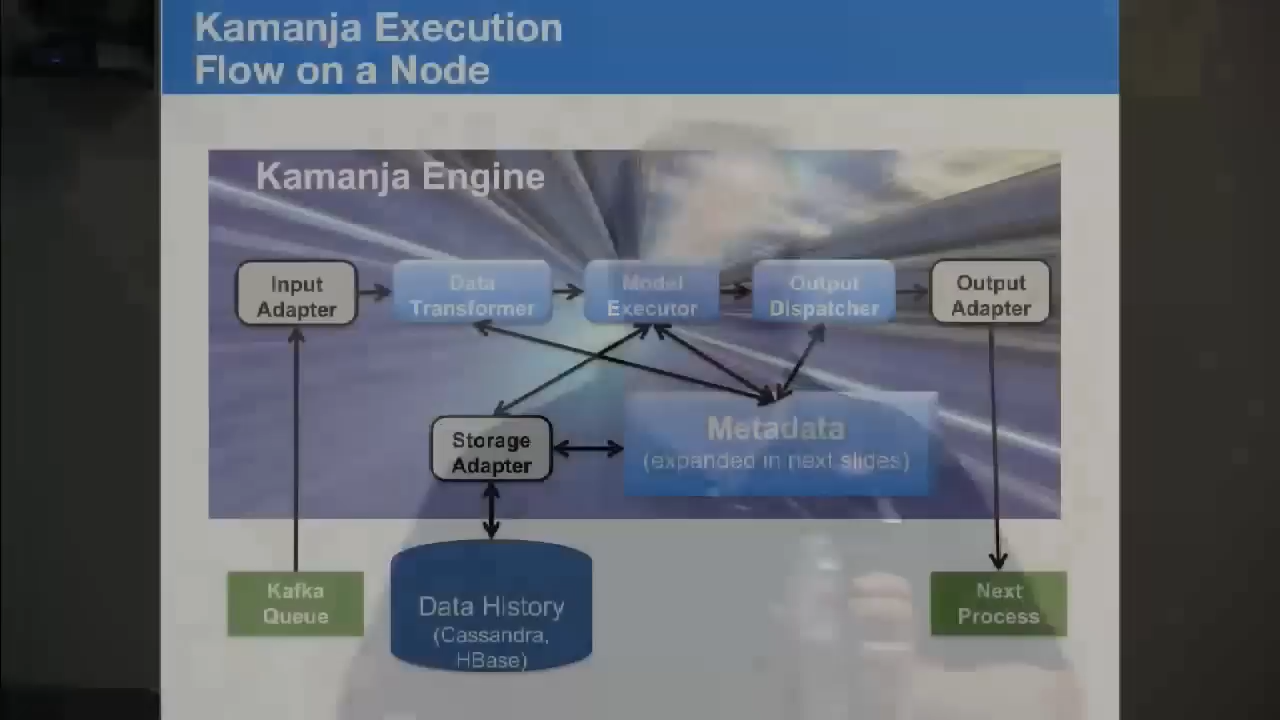 Kamanja Execution
Flow on a Node
Kamanja Engine
Input
Adapter
Data
Transformer
Model
Executor
Output
Dispatcher
Output
Adapter
Storage
Adapter
Metadata
(expanded in next slides)
Kafka
Queue
Data History
(Cassandra,
HBase)
Next
Process